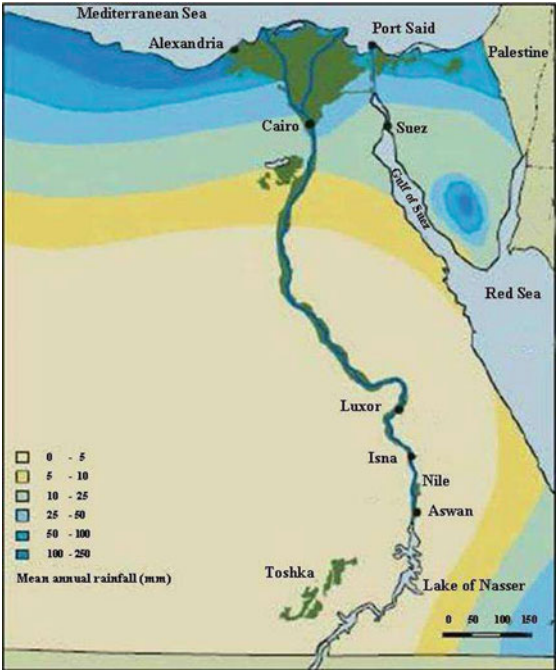 Mediterranean Sea
Port Said
Alexandria
Palestine
Cairo
Suez
Gulf of Suez
Red Sea
Luxor
Isna
Nile
Aswan
0 - 5
5 - 10
10 - 25
25 - 50
50 - 100
100 - 250
Mean annual rainfall (mm)
Toshka
Lake of Nasser
0 50 100 150